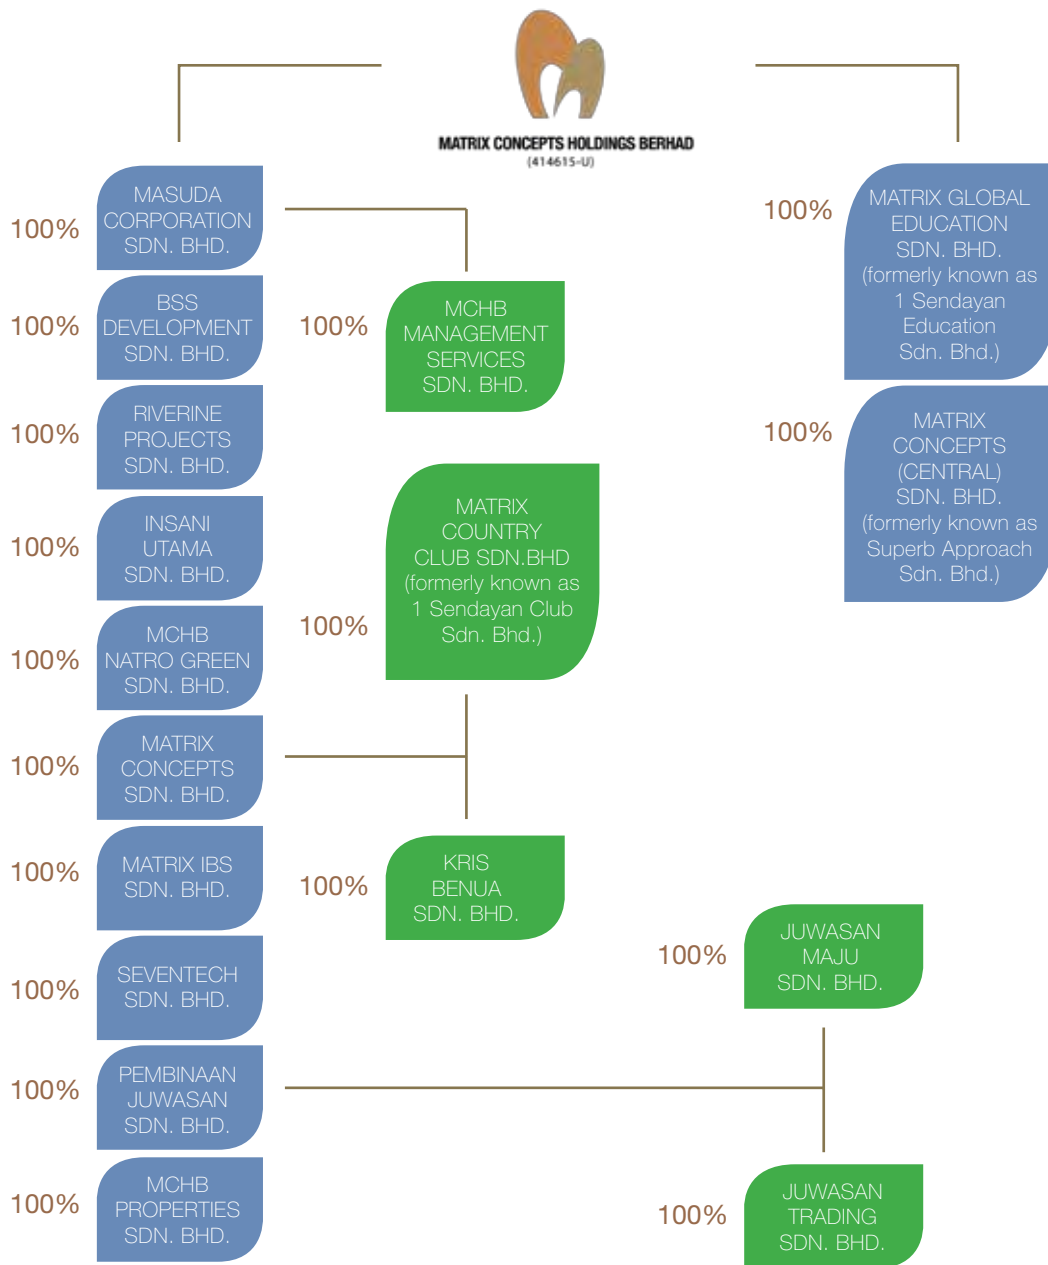 MATRIX CONCEPTS HOLDINGS BERHAD
(414615-U)
100%
MASUDA
CORPORATION
SDN. BHD.
100%
BSS
DEVELOPMENT
SDN. BHD.
100%
RIVERINE
PROJECTS
SDN. BHD.
100%
INSANI
UTAMA
SDN. BHD.
100%
MCHB
NATRO GREEN
SDN. BHD.
100%
MATRIX
CONCEPTS
SDN. BHD.
100%
MATRIX IBS
SDN. BHD.
100%
SEVENTECH
SDN. BHD.
100%
PEMBINAAN
JUWASAN
SDN. BHD.
100%
MCHB
PROPERTIES
SDN. BHD.
100%
MCHB
MANAGEMENT
SERVICES
SDN. BHD.
100%
MATRIX
COUNTRY
CLUB SDN.BHD
(formerly known as
1 Sendayan Club
Sdn. Bhd.)
100%
KRIS
BENUA
SDN. BHD.
100%
JUWASAN
MAJU
SDN. BHD.
100%
JUWASAN
TRADING
SDN. BHD.
100%
MATRIX GLOBAL
EDUCATION
SDN. BHD.
(formerly known as
1 Sendayan
Education
Sdn. Bhd.)
100%
MATRIX
CONCEPTS
(CENTRAL)
SDN. BHD.
(formerly known as
Superb Approach
Sdn. Bhd.)